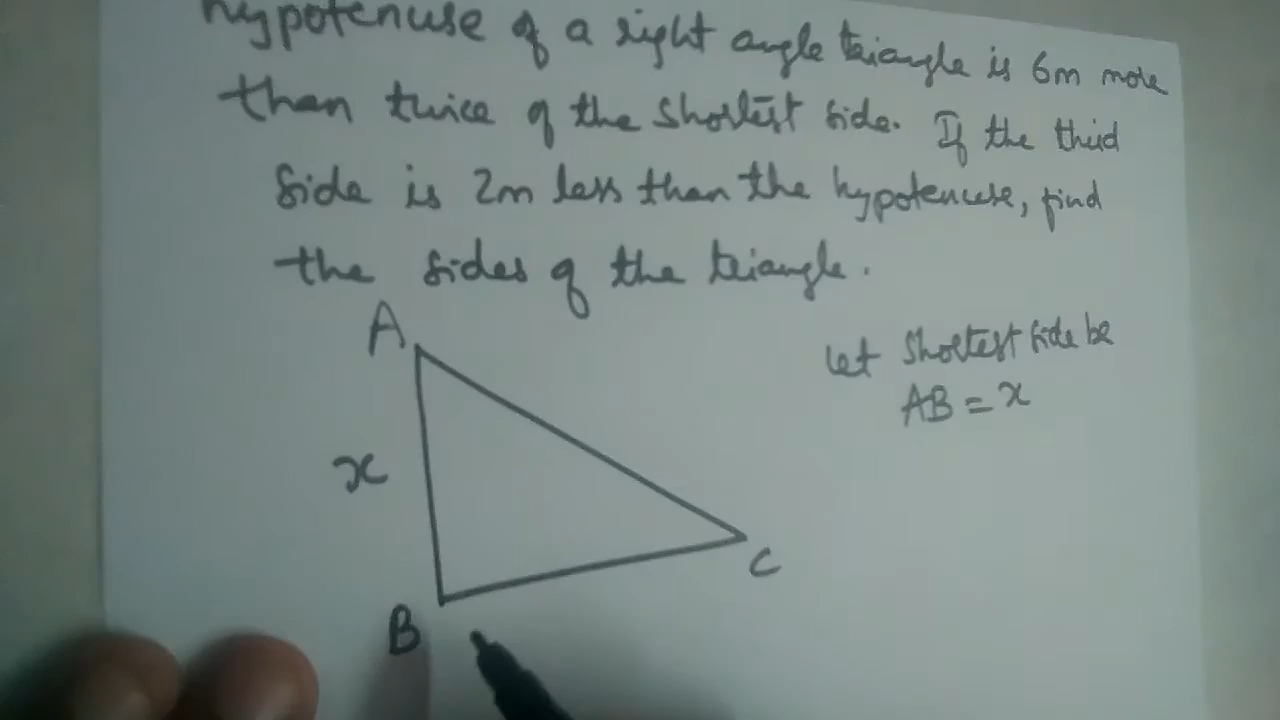 hypotenuse of a right angle triangle is 6m more
than twice of the shortest side. If the third
side is 2m less than the hypotenuse, find
the sides of the triangle.
A
let shortest side be
AB = x
x
C
B